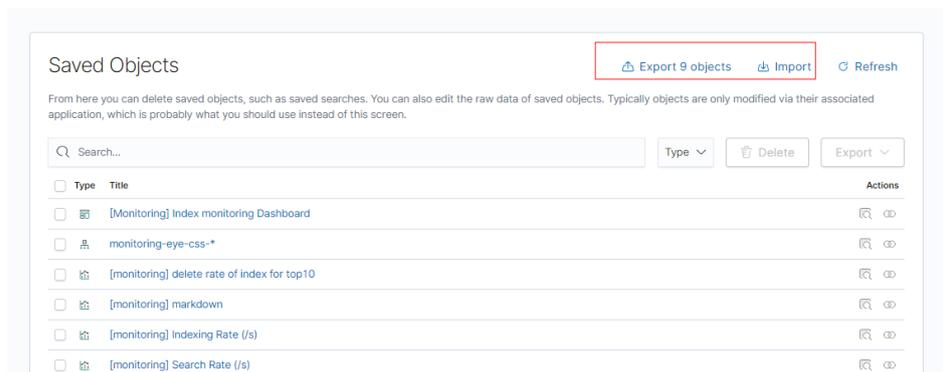 Saved Objects
Export 9 objects Import Refresh
From here you can delete saved objects, such as saved searches. You can also edit the raw data of saved objects. Typically objects are only modified via their associated
application, which is probably what you should use instead of this screen.
Search... Type Delete Export
Type Title Actions
[Monitoring] Index monitoring Dashboard
monitoring-eye-css-*
[monitoring] delete rate of index for top10
[monitoring] markdown
[monitoring] Indexing Rate (/s)
[monitoring] Search Rate (/s)